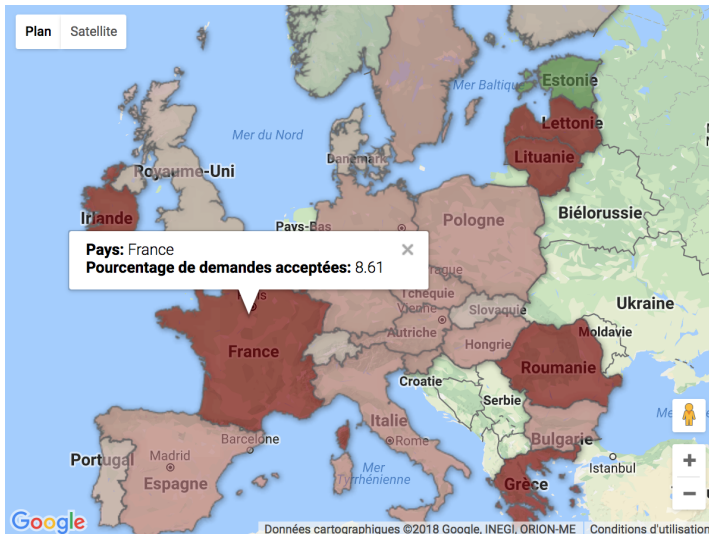 Plan Satellite
Estonie
Mer Baltique
Lettonie
Mer du Nord
Danemark
Lituanie
Royaume-Uni
Irlande
Biélorussie
Pologne
Pays-Bas
Pays: France
Pourcentage de demandes acceptées: 8.61
Tchéquie
Ukraine
Vienne
Slovaquie
Autriche
Moldavie
Hongrie
France
Roumanie
Croatie
Serbie
Italie
Barcelone
Rome
Bulgarie
Portugal
Madrid
Istanbul
Espagne
Mer
Tyrrhénienne
Grèce
Google
Données cartographiques ©2018 Google, INEGI, ORION-ME Conditions d'utilisation